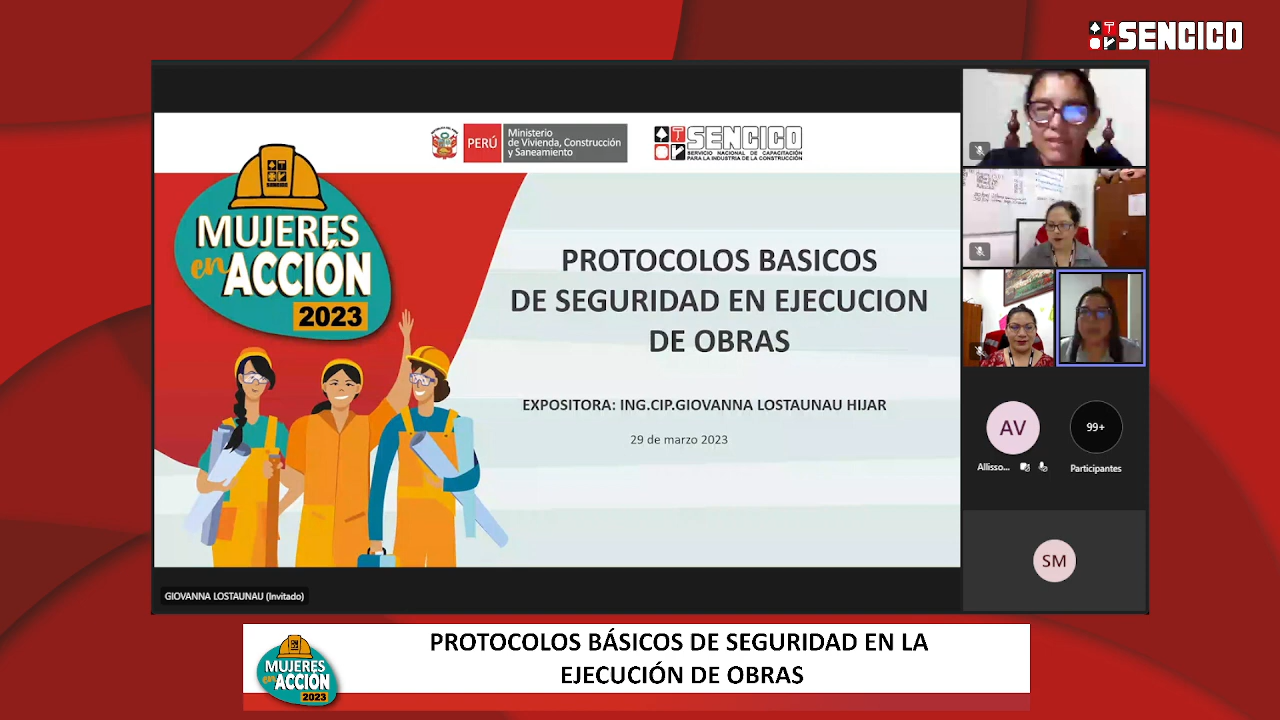 SENCICO
PERÚ
Ministerio
de Vivienda, Construcción
y Saneamiento
SENCICO
SERVICIO NACIONAL DE CAPACITACIÓN
PARA LA INDUSTRIA DE LA CONSTRUCCIÓN
SENCICO
MUJERES
en ACCIÓN
2023
PROTOCOLOS BASICOS
DE SEGURIDAD EN EJECUCION
DE OBRAS
EXPOSITORA: ING.CIP.GIOVANNA LOSTAUNAU HIJAR
29 de marzo 2023
AV
99+
Allisso...
Participantes
SM
GIOVANNA LOSTAUNAU (Invitado)
MUJERES
en ACCIÓN
2023
PROTOCOLOS BÁSICOS DE SEGURIDAD EN LA
EJECUCIÓN DE OBRAS